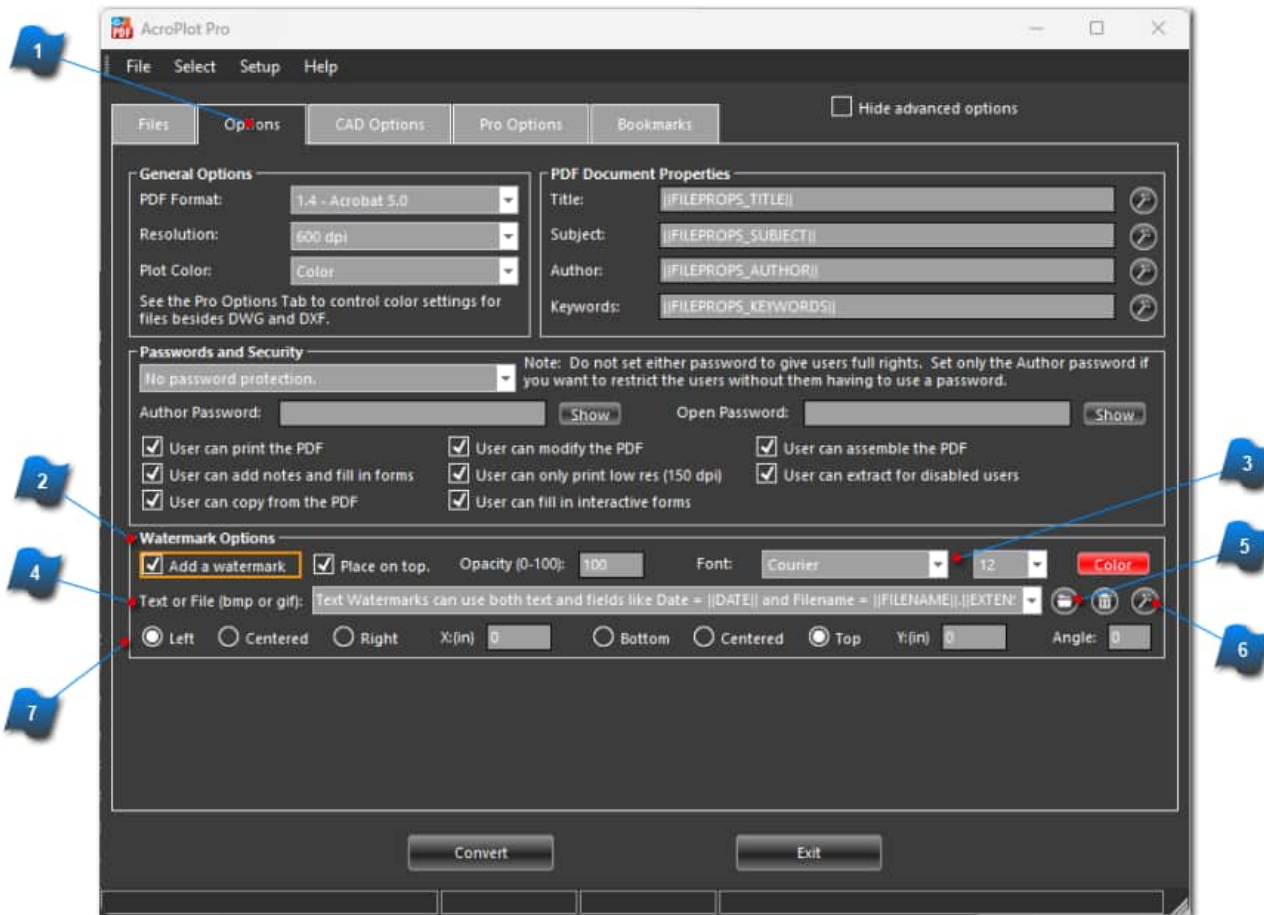 AcroPlot Pro
1
File Select Setup Help
Files Options CAD Options Pro Options Bookmarks
Hide advanced options
General Options
PDF Format: 1.4 - Acrobat 5.0
Resolution: 600 dpi
Plot Color: Color
See the Pro Options Tab to control color settings for
files besides DWG and DXF.
PDF Document Properties
Title: ||FILEPROPS_TITLE||
Subject: ||FILEPROPS_SUBJECT||
Author: ||FILEPROPS_AUTHOR||
Keywords: ||FILEPROPS_KEYWORDS||
Passwords and Security
No password protection.
Note: Do not set either password to give users full rights. Set only the Author password if
you want to restrict the users without them having to use a password.
Author Password: Show Open Password: Show
User can print the PDF User can modify the PDF User can assemble the PDF
User can add notes and fill in forms User can only print low res (150 dpi) User can extract for disabled users
User can copy from the PDF User can fill in interactive forms
2
3
Watermark Options
Add a watermark Place on top. Opacity (0-100): 100 Font: Courier 12 Color
4
5
Text or File (bmp or gif): Text Watermarks can use both text and fields like Date = ||DATE|| and Filename = ||FILENAME||.||EXTEN
Left Centered Right X:(in) 0 Bottom Centered Top Y:(in) 0 Angle: 0
6
7
Convert Exit